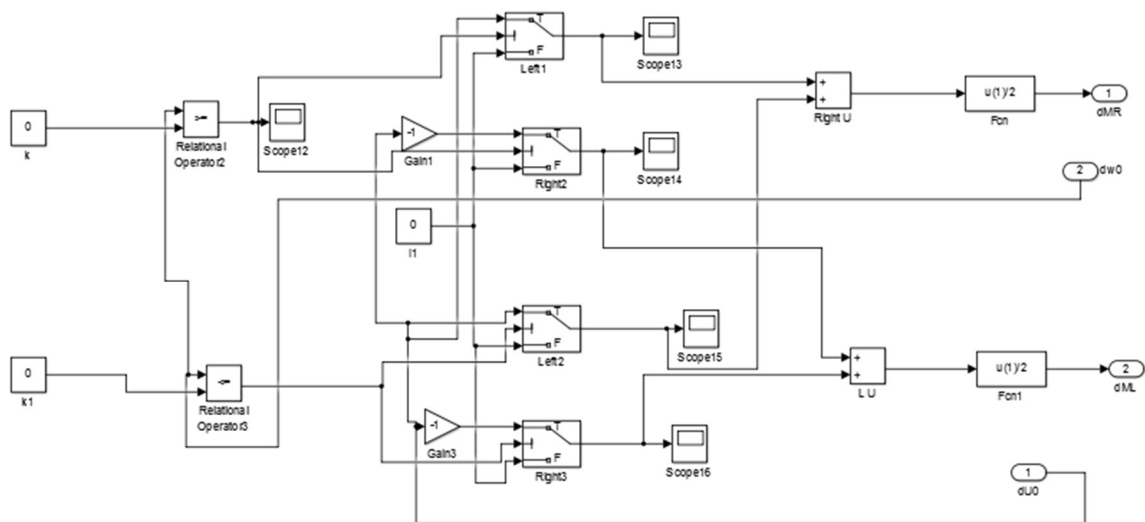 T
F
Left1
Scope13
+
+
Right U
u(1)/2
Fcn
1
dMR
0
k
>=
Relational
Operator2
Scope12
-1
Gain1
T
F
Right2
Scope14
2
dw0
0
I1
T
F
Left2
Scope15
0
k1
<=
Relational
Operator3
+
+
L U
u(1)/2
Fcn1
2
dML
-1
Gain3
T
F
Right3
Scope16
1
dU0